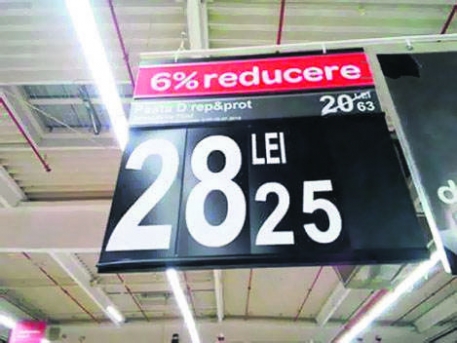 6% reducere
Pasta D rep&prot
20 LEI 63
28 LEI 25
d